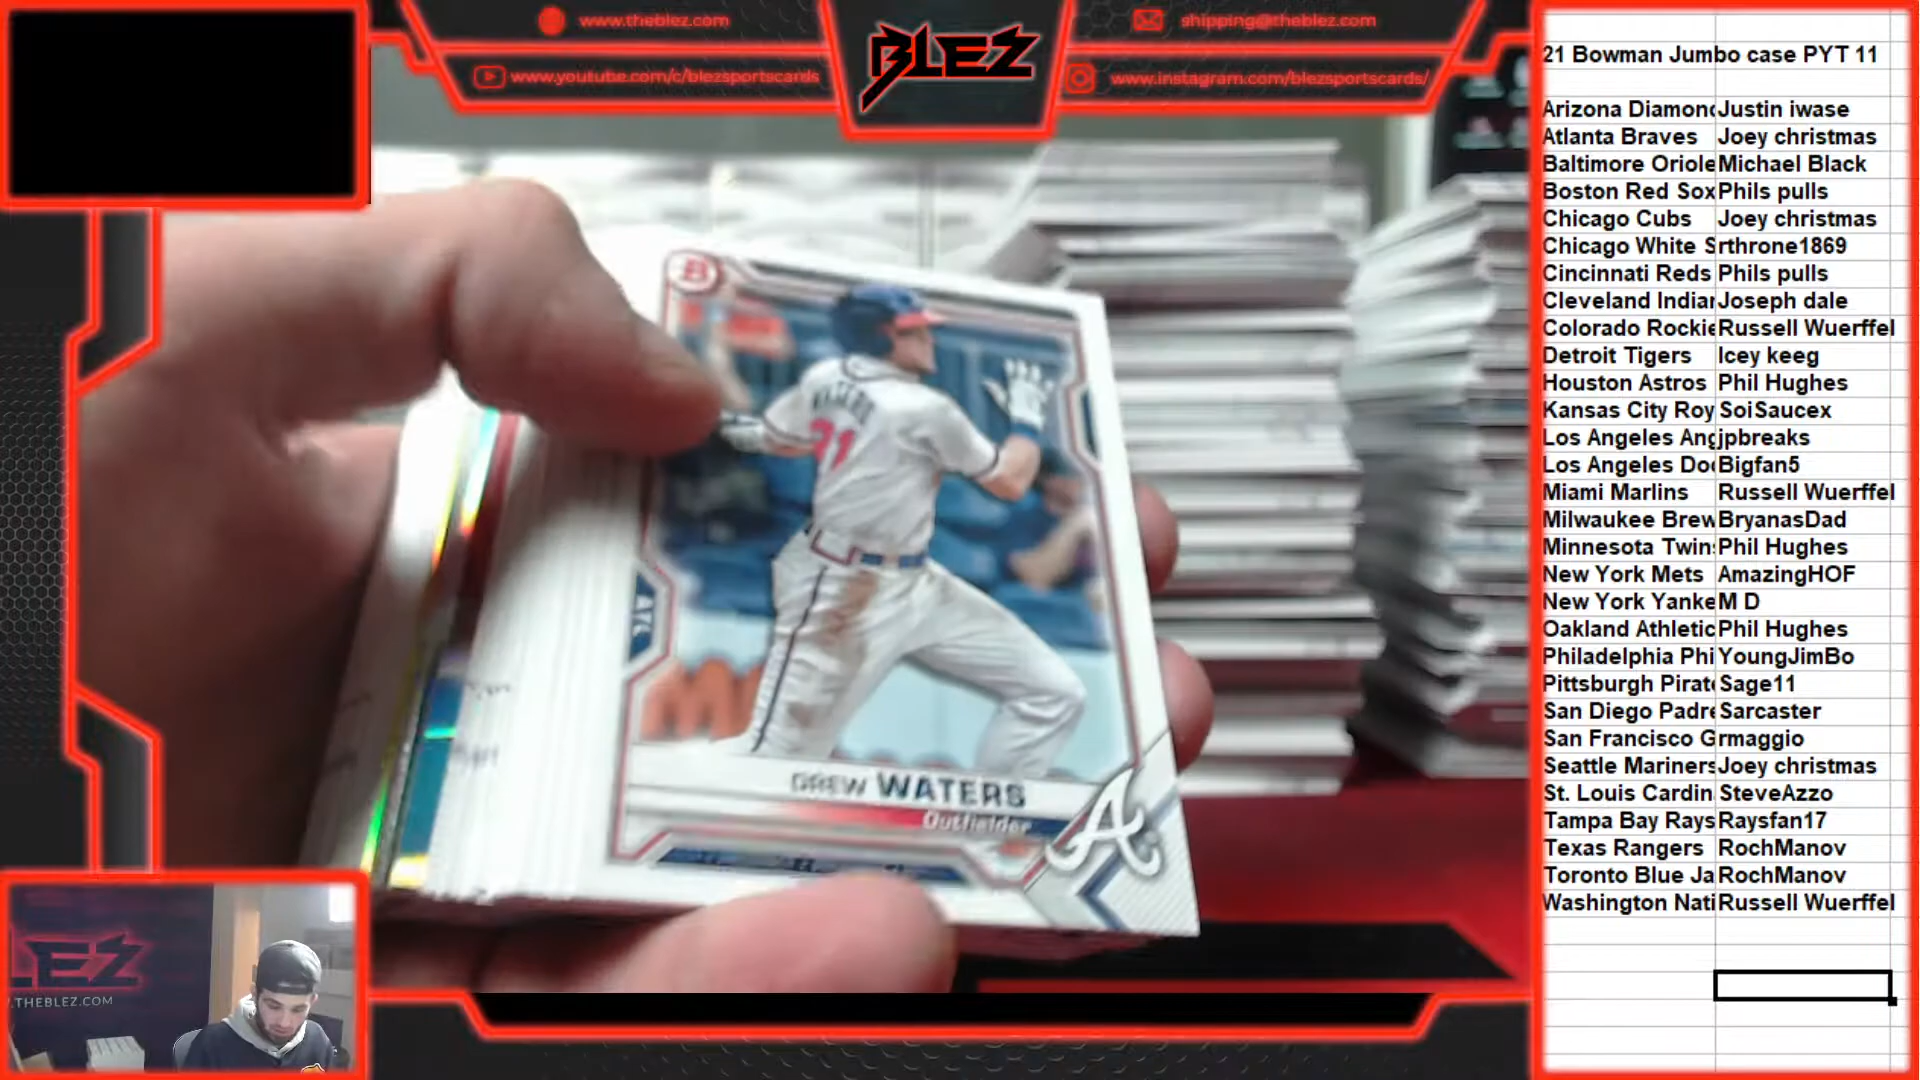 www.theblez.com
www.youtube.com/c/blezsportscards
BLEZ
shipping@theblez.com
www.instagram.com/blezsportscards/
21 Bowman Jumbo case PYT 11
Arizona Diamond Justin iwase
Atlanta Braves Joey christmas
Baltimore Oriole Michael Black
Boston Red Sox Phils pulls
Chicago Cubs Joey christmas
Chicago White S rthrone1869
Cincinnati Reds Phils pulls
Cleveland Indian Joseph dale
Colorado Rockie Russell Wuerffel
Detroit Tigers Icey keeg
Houston Astros Phil Hughes
Kansas City Roy SoiSaucex
Los Angeles Ang jpbreaks
Los Angeles Dod Bigfan5
Miami Marlins Russell Wuerffel
Milwaukee Brew BryanasDad
Minnesota Twins Phil Hughes
New York Mets AmazingHOF
New York Yanke M D
Oakland Athletic Phil Hughes
Philadelphia Phi YoungJimBo
Pittsburgh Pirate Sage11
San Diego Padre Sarcaster
San Francisco G rmaggio
Seattle Mariners Joey christmas
St. Louis Cardin SteveAzzo
Tampa Bay Rays Raysfan17
Texas Rangers RochManov
Toronto Blue Ja RochManov
Washington Nati Russell Wuerffel
B
WATERS
21
ATL
DREW WATERS
Outfielder
A
LEZ
.THEBLEZ.COM